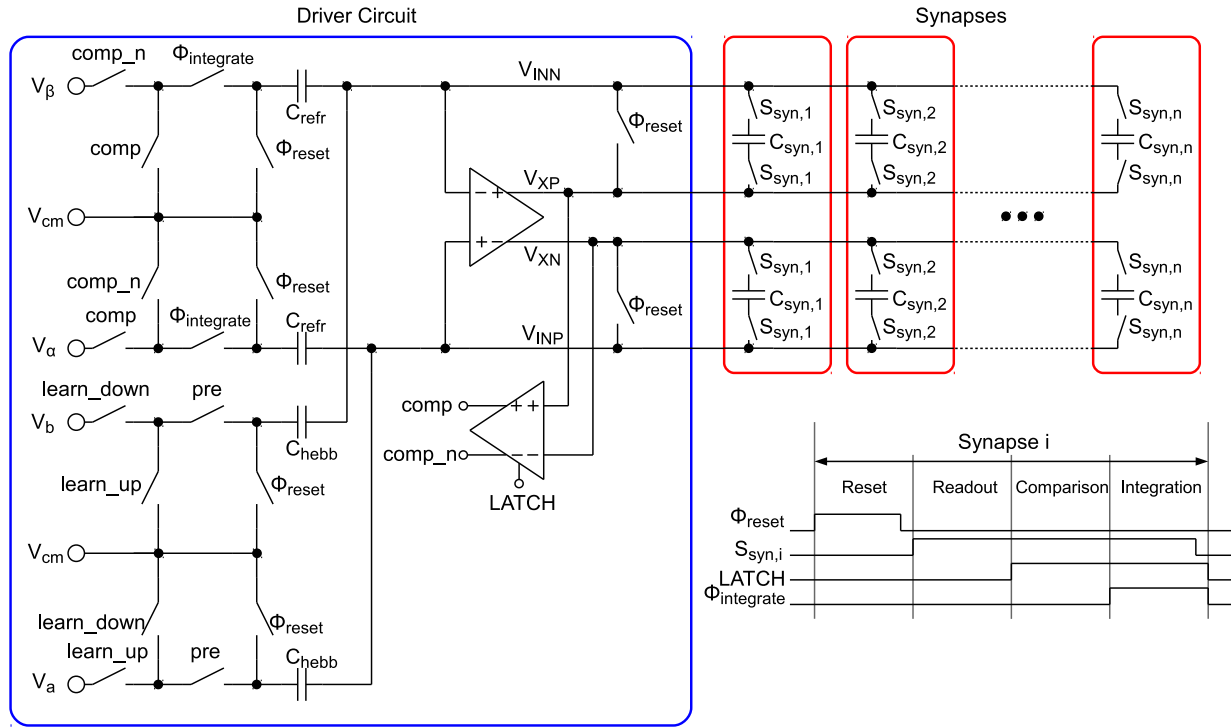 Driver Circuit
Synapses
comp_n
Φintegrate
Vβ
Crefr
VINN
comp
Φreset
Φreset
Ssyn,1
Csyn,1
Ssyn,1
Ssyn,2
Csyn,2
Ssyn,2
Ssyn,n
Csyn,n
Ssyn,n
VXP
Vcm
− +
+ −
VXN
comp_n
Φreset
Φreset
Ssyn,1
Csyn,1
Ssyn,1
Ssyn,2
Csyn,2
Ssyn,2
Ssyn,n
Csyn,n
Ssyn,n
comp
Φintegrate
Crefr
VINP
Vα
learn_down
pre
Vb
Chebb
comp
+ +
comp_n
− −
LATCH
learn_up
Φreset
Vcm
learn_down
Φreset
learn_up
pre
Chebb
Va
Synapse i
Reset
Readout
Comparison
Integration
Φreset
Ssyn,i
LATCH
Φintegrate